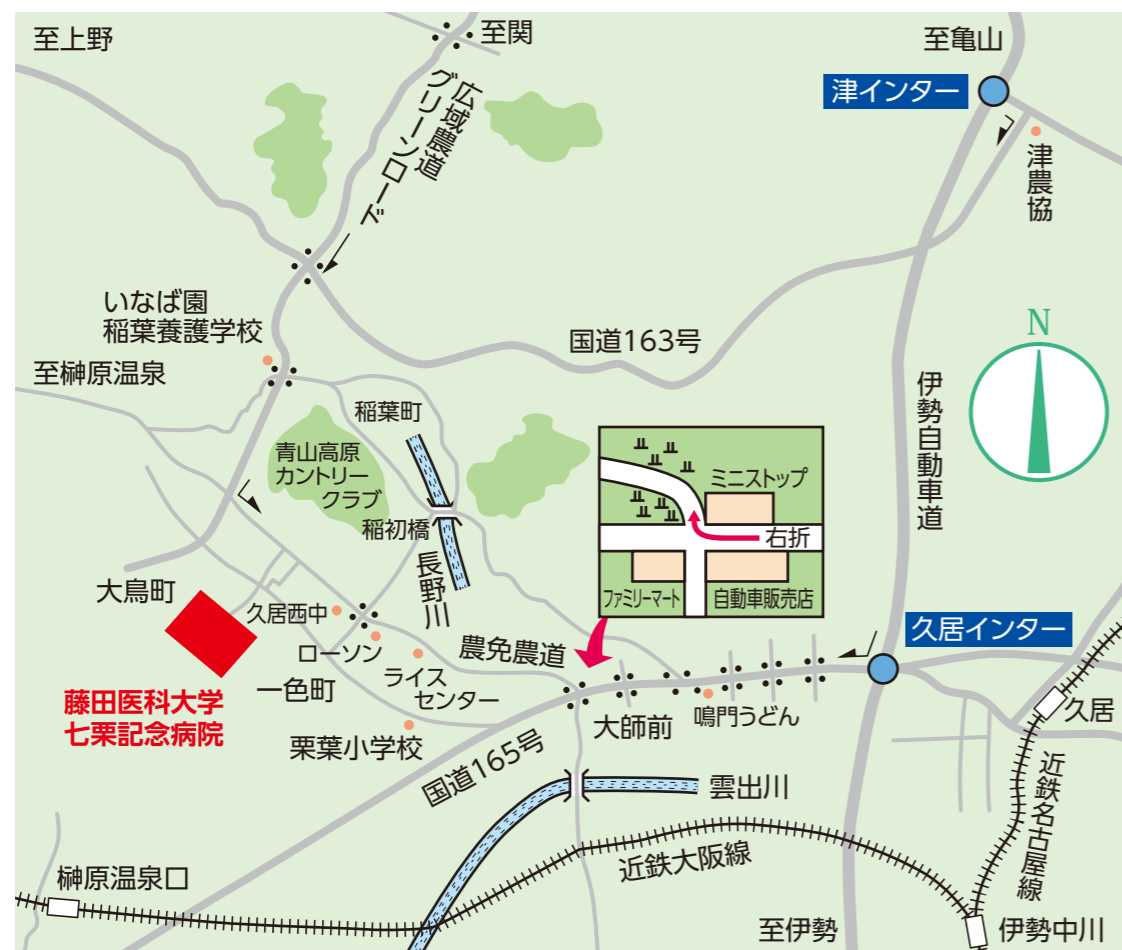 至上野
至関
至亀山
津インター
広域農道
グリーンロード
津農協
いなば園
稲葉養護学校
国道163号
N
至榊原温泉
伊勢自動車道
稲葉町
青山高原
カントリー
クラブ
ミニストップ
稲初橋
右折
長野川
大鳥町
ファミリーマート
自動車販売店
久居西中
久居インター
ローソン
農免農道
一色町
ライス
センター
藤田医科大学
七栗記念病院
大師前
鳴門うどん
久居
栗葉小学校
国道165号
雲出川
近鉄名古屋線
近鉄大阪線
榊原温泉口
至伊勢
伊勢中川